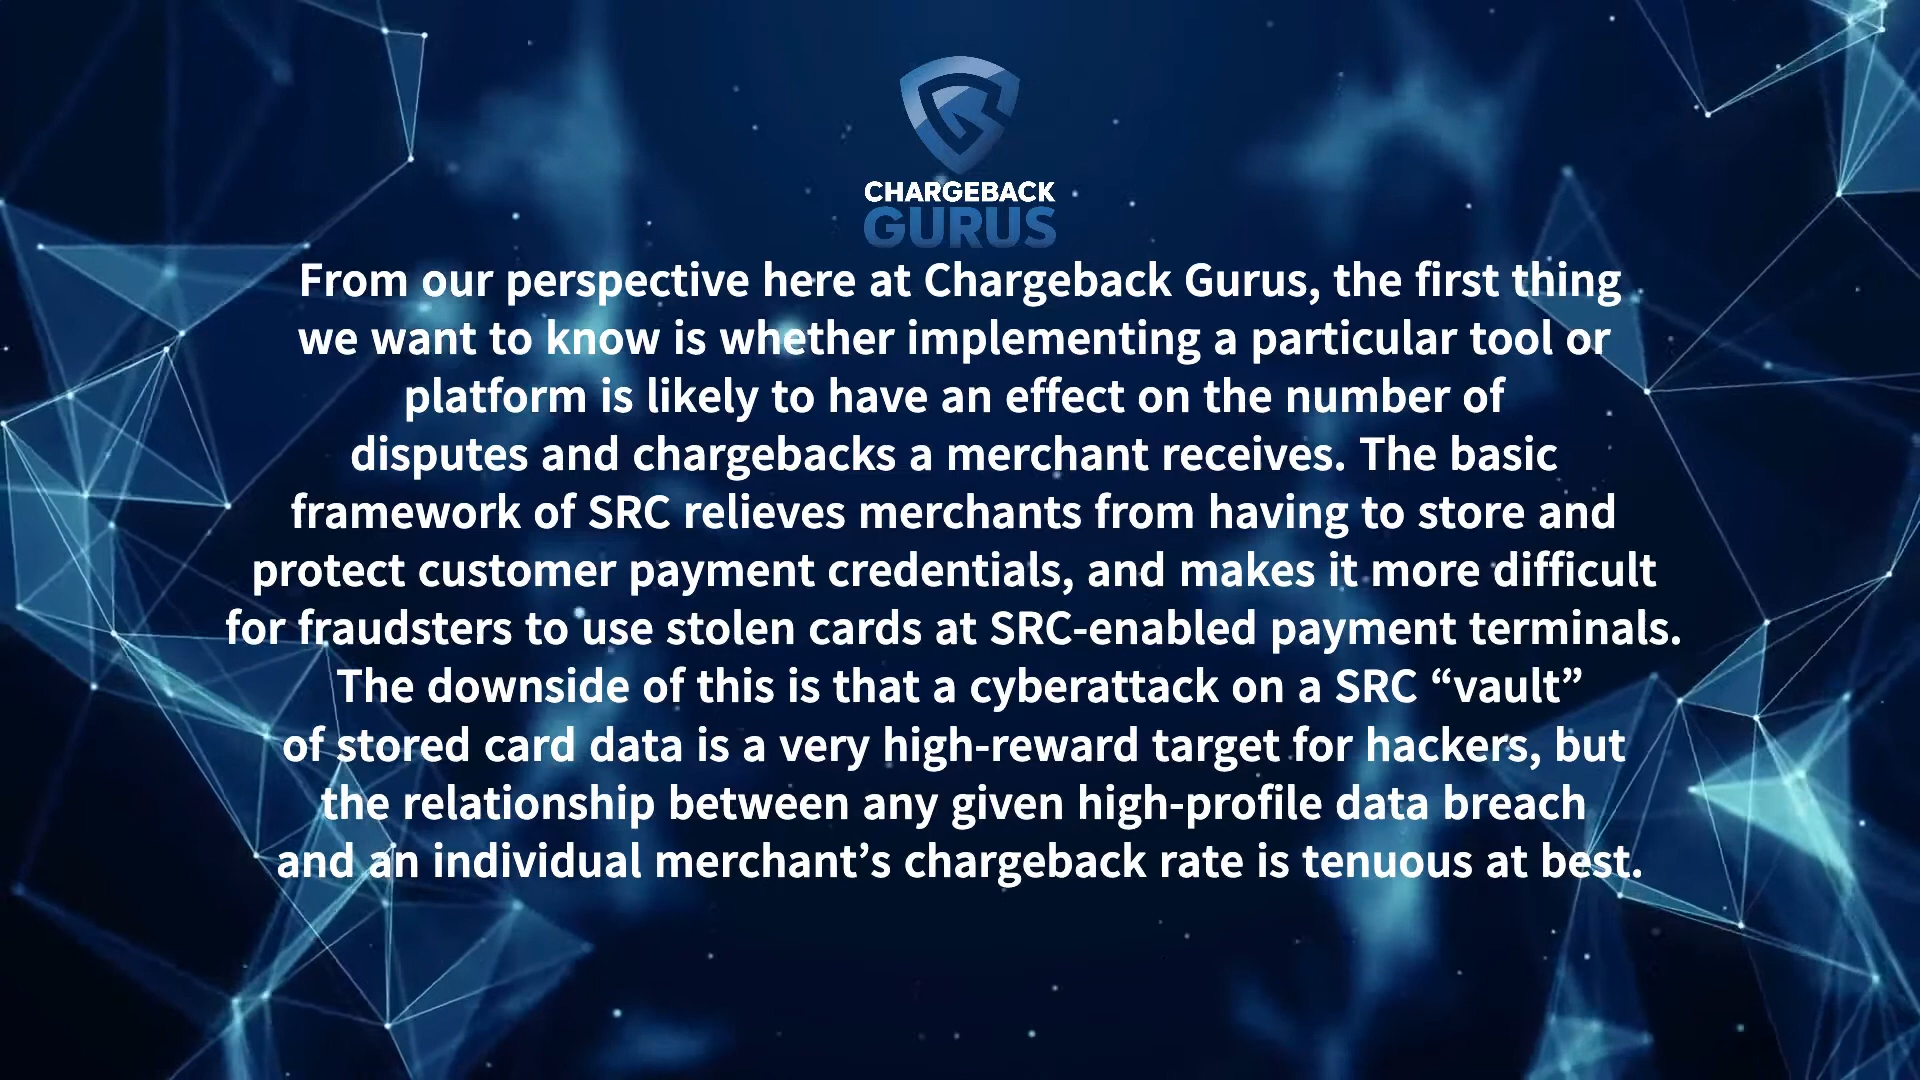 CHARGEBACK
GURUS
From our perspective here at Chargeback Gurus, the first thing
we want to know is whether implementing a particular tool or
platform is likely to have an effect on the number of
disputes and chargebacks a merchant receives. The basic
framework of SRC relieves merchants from having to store and
protect customer payment credentials, and makes it more difficult
for fraudsters to use stolen cards at SRC-enabled payment terminals.
The downside of this is that a cyberattack on a SRC “vault”
of stored card data is a very high-reward target for hackers, but
the relationship between any given high-profile data breach
and an individual merchant’s chargeback rate is tenuous at best.